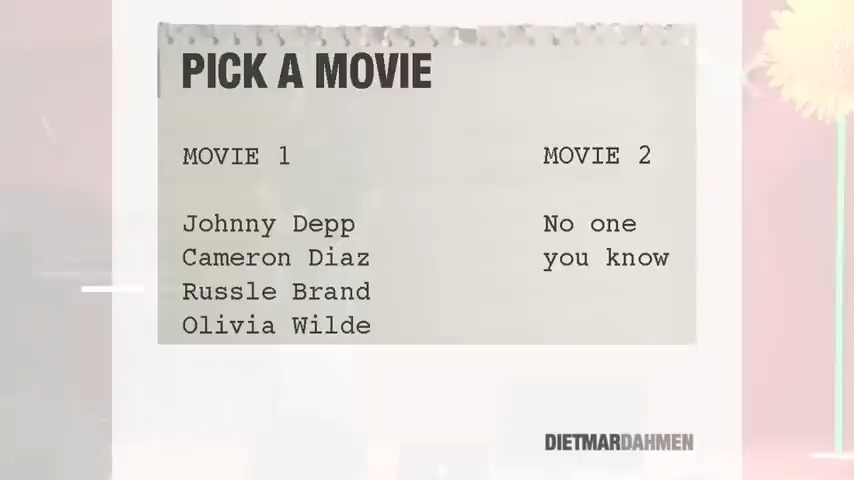 PICK A MOVIE
MOVIE 1
Johnny Depp
Cameron Diaz
Russle Brand
Olivia Wilde
MOVIE 2
No one
you know
DIETMARDAHMEN